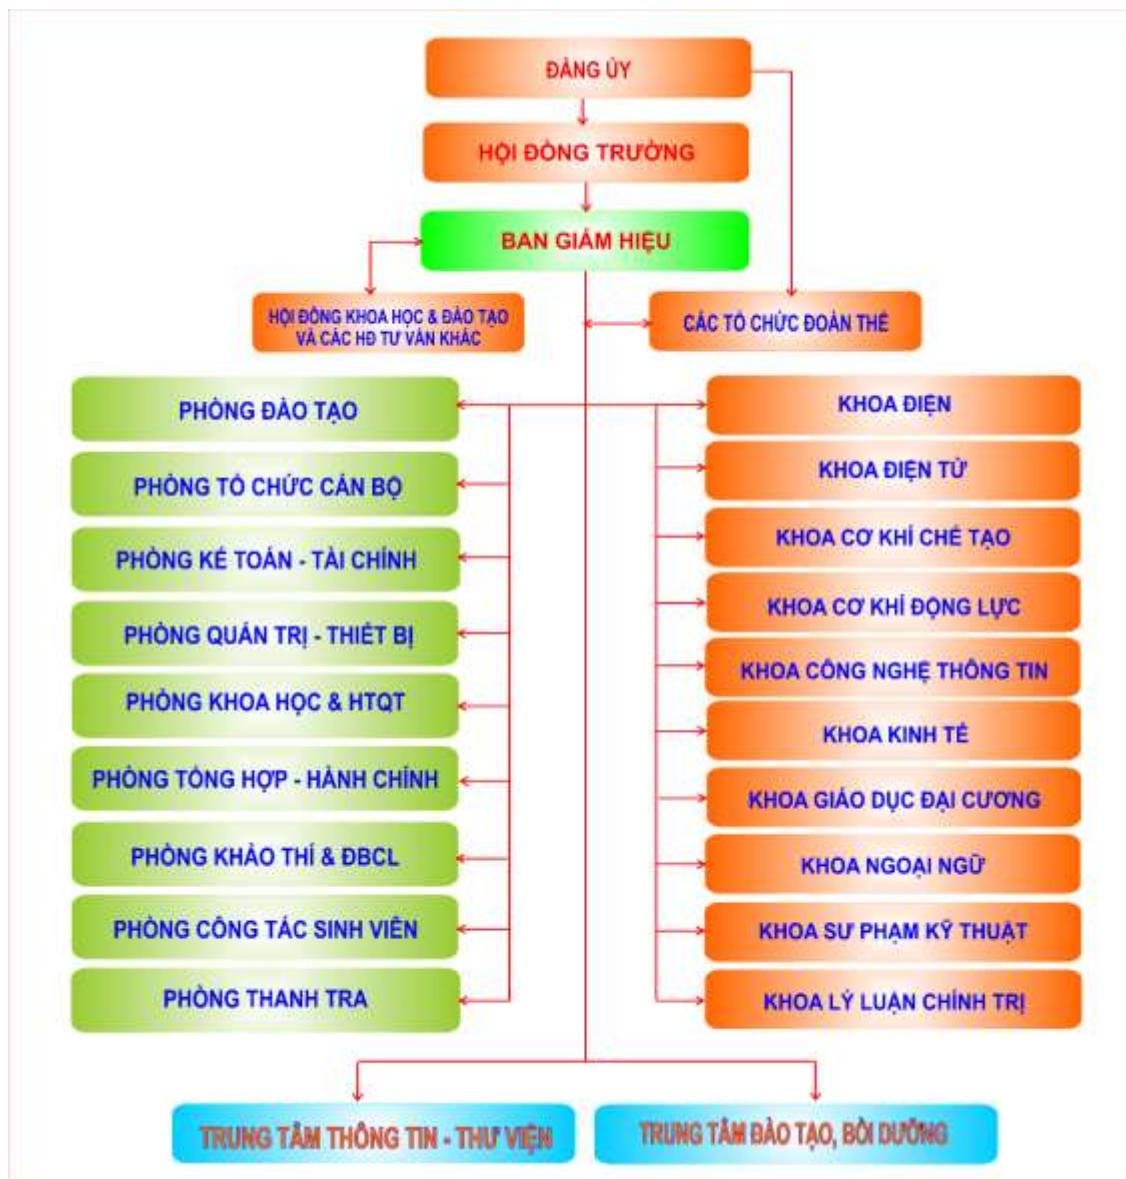 ĐẢNG ỦY
HỘI ĐỒNG TRƯỜNG
BAN GIÁM HIỆU
HỘI ĐỒNG KHOA HỌC & ĐÀO TẠO
VÀ CÁC HĐ TƯ VẤN KHÁC
CÁC TỔ CHỨC ĐOÀN THỂ
PHÒNG ĐÀO TẠO
PHÒNG TỔ CHỨC CÁN BỘ
PHÒNG KẾ TOÁN - TÀI CHÍNH
PHÒNG QUẢN TRỊ - THIẾT BỊ
PHÒNG KHOA HỌC & HTQT
PHÒNG TỔNG HỢP - HÀNH CHÍNH
PHÒNG KHẢO THÍ & ĐBCL
PHÒNG CÔNG TÁC SINH VIÊN
PHÒNG THANH TRA
KHOA ĐIỆN
KHOA ĐIỆN TỬ
KHOA CƠ KHÍ CHẾ TẠO
KHOA CƠ KHÍ ĐỘNG LỰC
KHOA CÔNG NGHỆ THÔNG TIN
KHOA KINH TẾ
KHOA GIÁO DỤC ĐẠI CƯƠNG
KHOA NGOẠI NGỮ
KHOA SƯ PHẠM KỸ THUẬT
KHOA LÝ LUẬN CHÍNH TRỊ
TRUNG TÂM THÔNG TIN - THƯ VIỆN
TRUNG TÂM ĐÀO TẠO, BỒI DƯỠNG